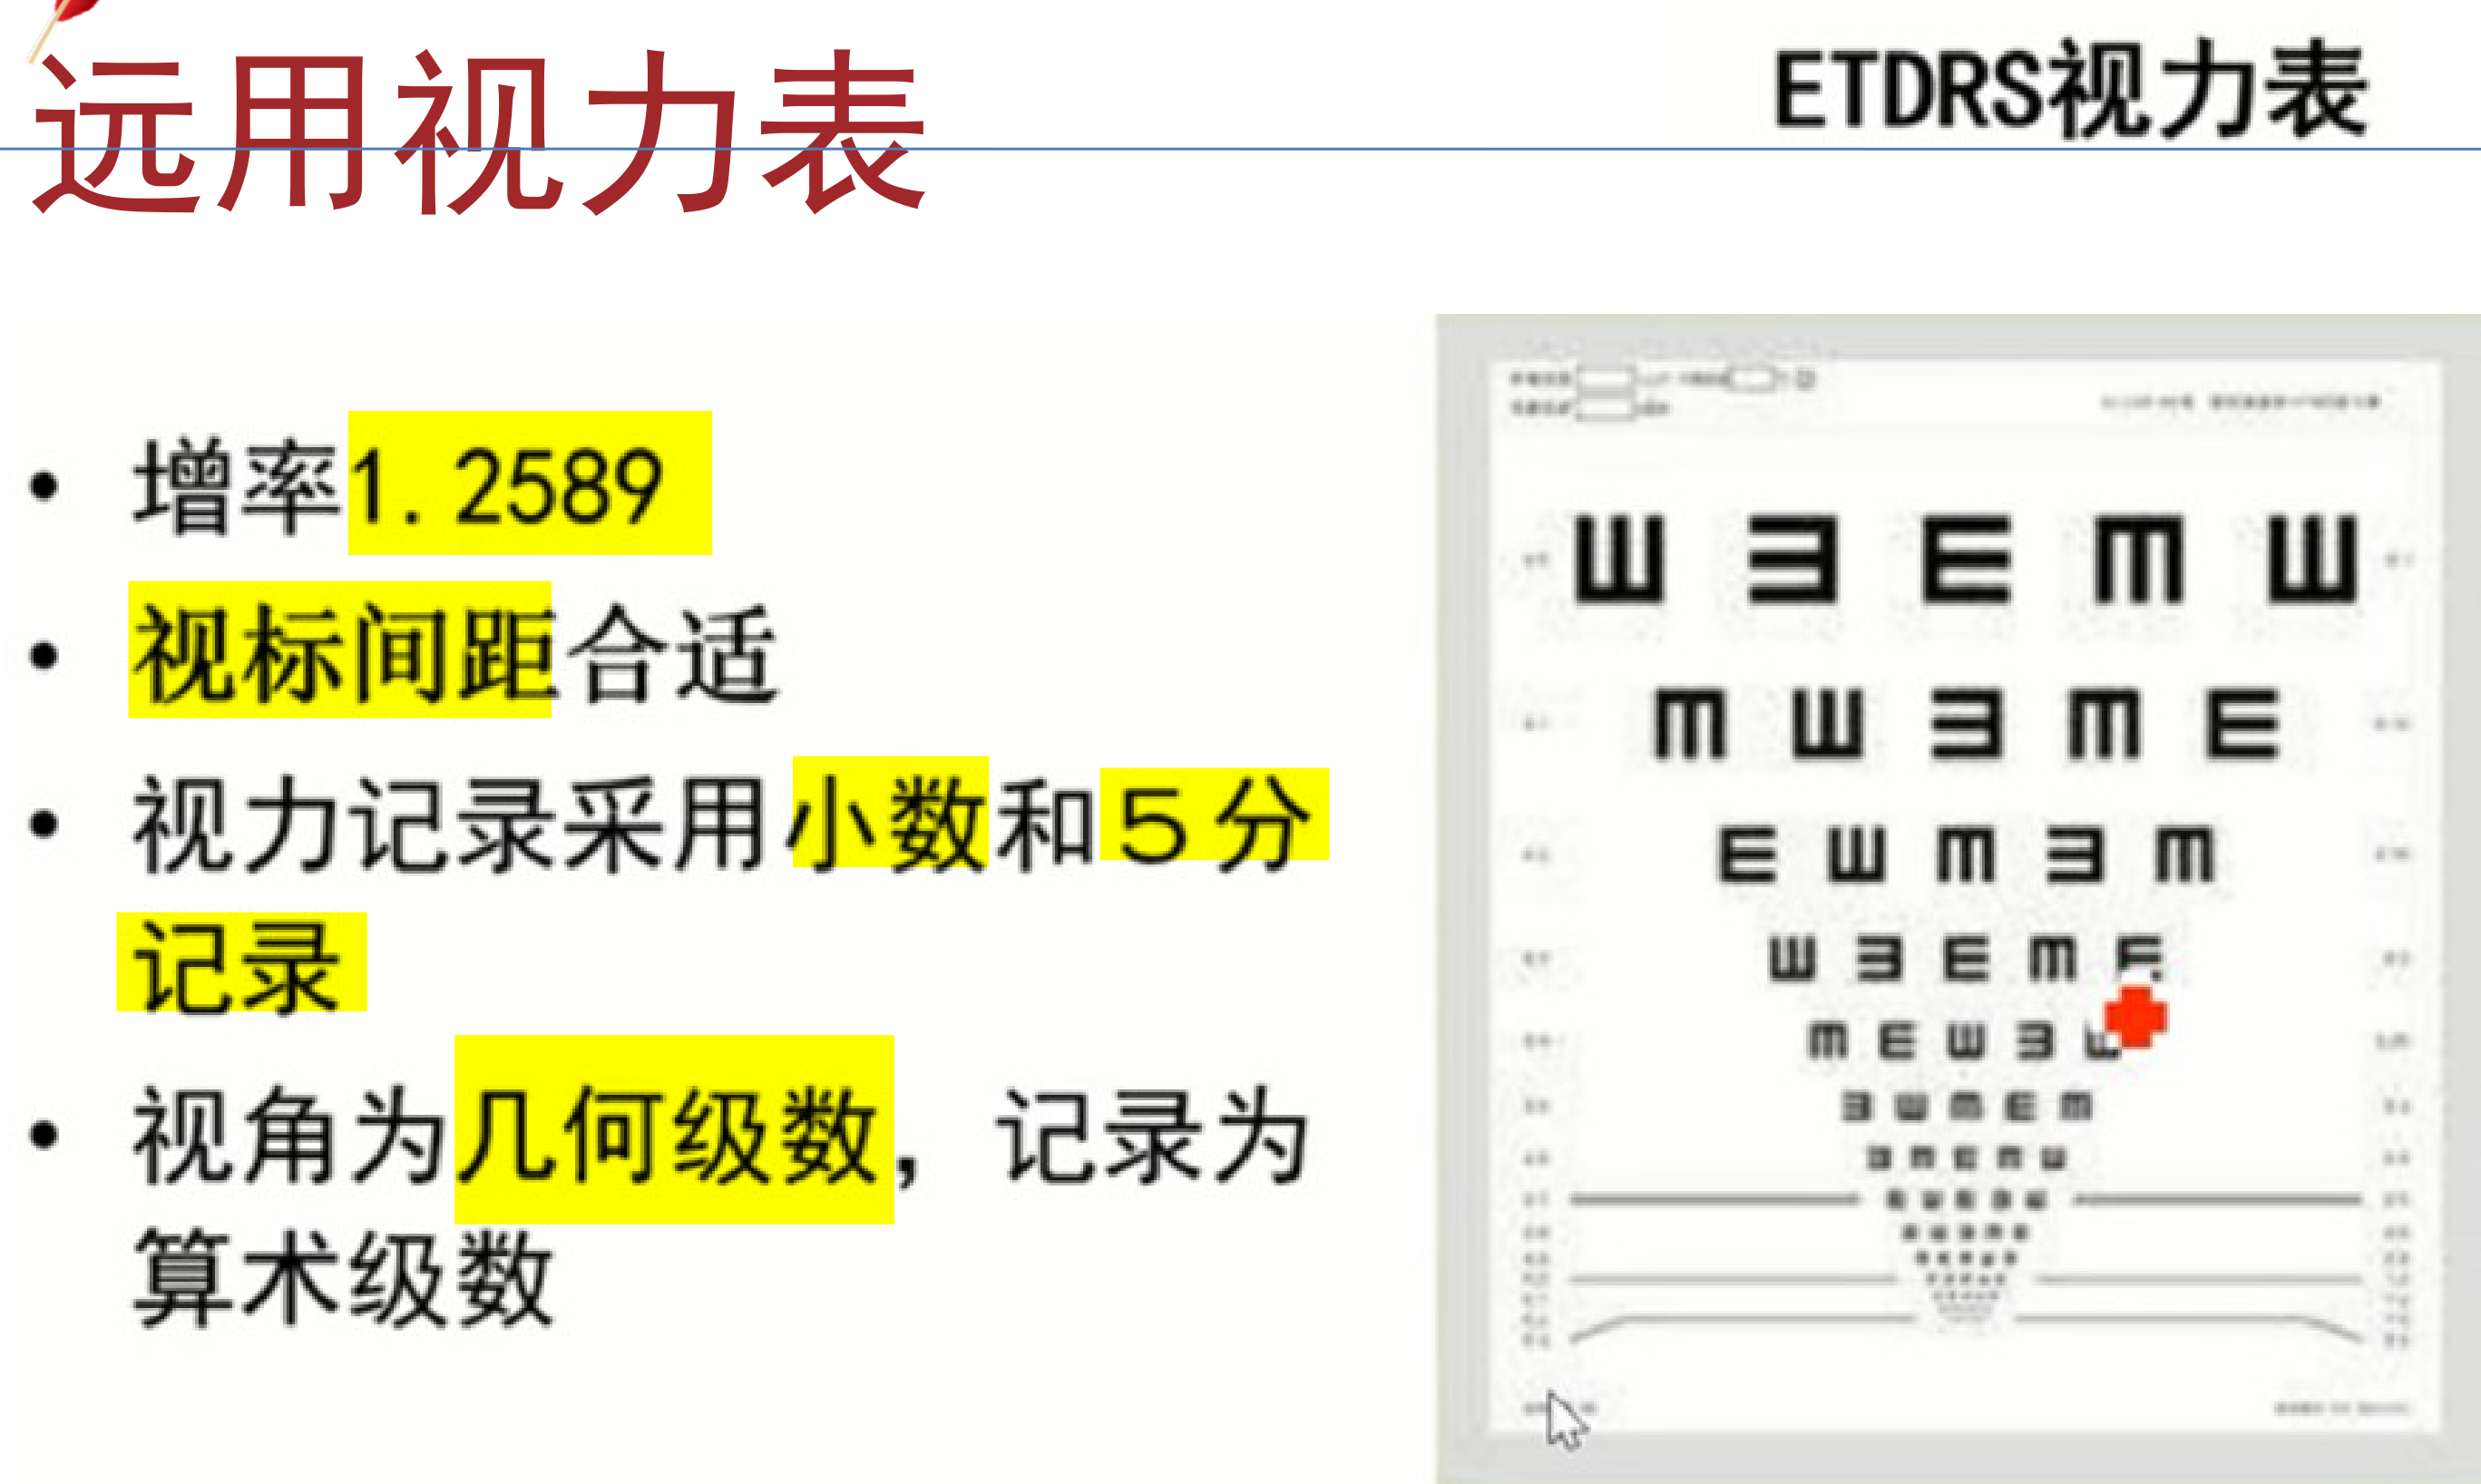 远用视力表
ETDRS视力表
• 增率1.2589
• 视标间距合适
• 视力记录采用小数和5分
记录
• 视角为几何级数，记录为
算术级数